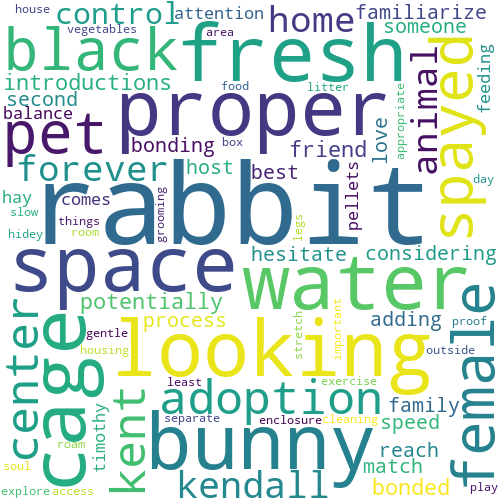 house
control
attention
home
familiarize
vegetables
area
someone
black
fresh
introductions
second
food
proper
animal
spayed
feeding
balance
box
litter
appropriate
pet
bonding
friend
love
forever
host
best
pellets
hay
comes
rabbit
day
slow
things
grooming
hidey
room
legs
space
water
hesitate
considering
potentially
center
cage
process
adding
female
gentle
looking
stretch
important
proof
housing
outside
least
exercise
timothy
kent
adoption
family
separate
enclosure
cleaning
speed
bunny
reach
roam
match
soul
kendall
bonded
explore
access
play